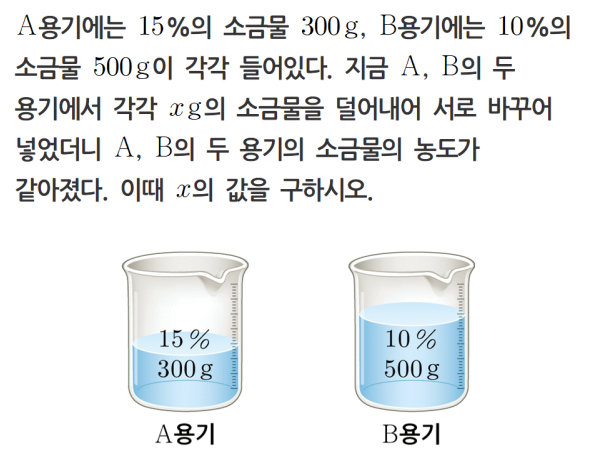 A용기에는 15%의 소금물 300g, B용기에는 10%의
소금물 500g이 각각 들어있다. 지금 A, B의 두
용기에서 각각 xg의 소금물을 덜어내어 서로 바꾸어
넣었더니 A, B의 두 용기의 소금물의 농도가
같아졌다. 이때 x의 값을 구하시오.
15%
300g
10%
500g
A용기
B용기